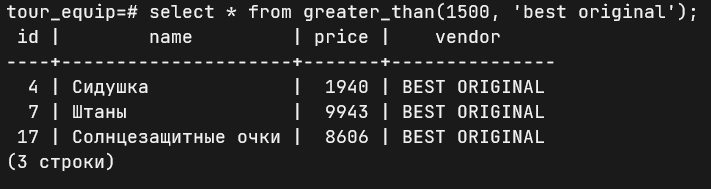 tour_equip=# select * from greater_than(1500, 'best original');
 id |        name         | price |    vendor
----+---------------------+-------+---------------
  4 | Сидушка             |  1940 | BEST ORIGINAL
  7 | Штаны               |  9943 | BEST ORIGINAL
 17 | Солнцезащитные очки |  8606 | BEST ORIGINAL
(3 строки)